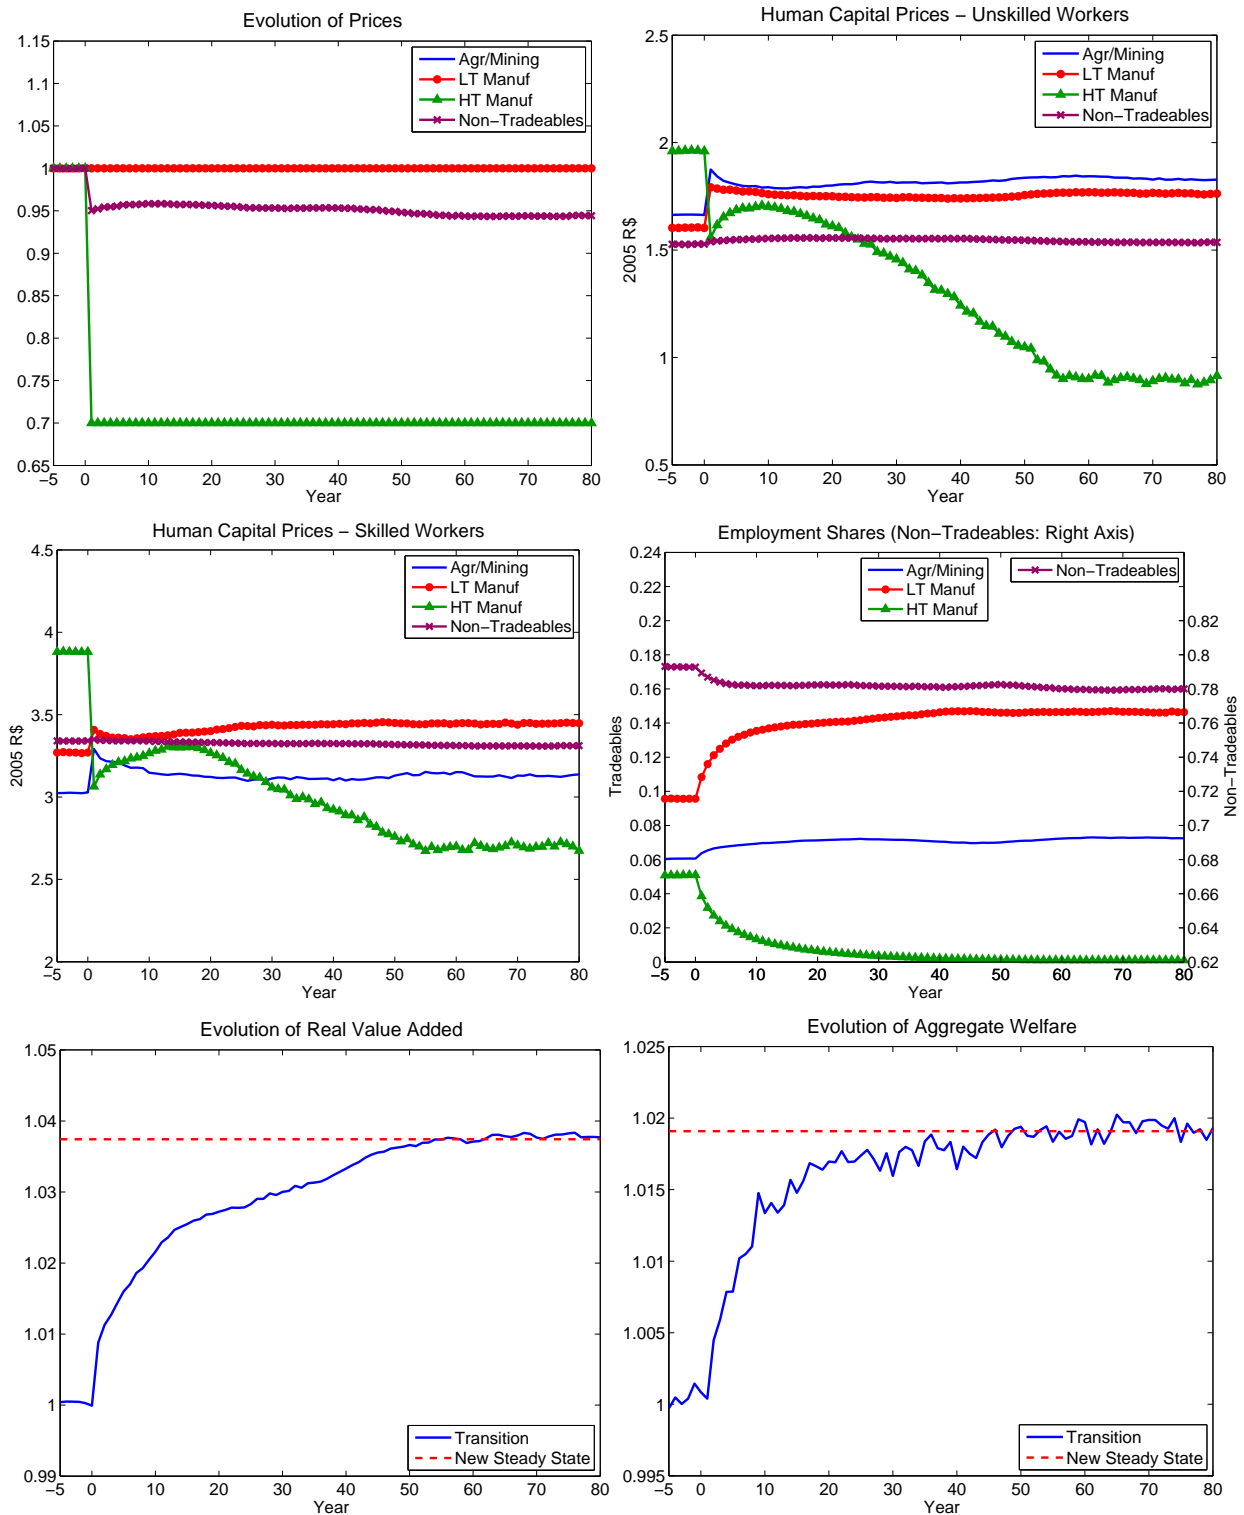 Evolution of Prices
1.15
1.1
1.05
1
0.95
0.9
0.85
0.8
0.75
0.7
0.65
−5 0 10 20 30 40 50 60 70 80
Year
Agr/Mining
LT Manuf
HT Manuf
Non−Tradeables
Human Capital Prices − Unskilled Workers
2.5
2
1.5
1
0.5
2005 R$
−5 0 10 20 30 40 50 60 70 80
Year
Agr/Mining
LT Manuf
HT Manuf
Non−Tradeables
Human Capital Prices − Skilled Workers
4.5
4
3.5
3
2.5
2
2005 R$
−5 0 10 20 30 40 50 60 70 80
Year
Agr/Mining
LT Manuf
HT Manuf
Non−Tradeables
Employment Shares (Non−Tradeables: Right Axis)
0.24
0.22
0.2
0.18
0.16
0.14
0.12
0.1
0.08
0.06
0.04
0.02
0
Tradeables
−5 0 10 20 30 40 50 60 70 80
Year
Agr/Mining
LT Manuf
HT Manuf
Non−Tradeables
0.82
0.8
0.78
0.76
0.74
0.72
0.7
0.68
0.66
0.64
0.62
Non−Tradeables
Evolution of Real Value Added
1.05
1.04
1.03
1.02
1.01
1
0.99
−5 0 10 20 30 40 50 60 70 80
Year
Transition
New Steady State
Evolution of Aggregate Welfare
1.025
1.02
1.015
1.01
1.005
1
0.995
−5 0 10 20 30 40 50 60 70 80
Year
Transition
New Steady State